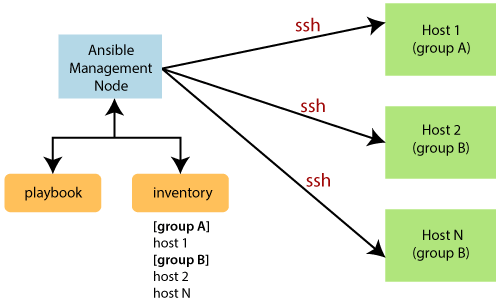 Ansible
Management
Node
ssh
Host 1
(group A)
ssh
Host 2
(group B)
ssh
Host N
(group B)
playbook
inventory
[group A]
host 1
[group B]
host 2
host N